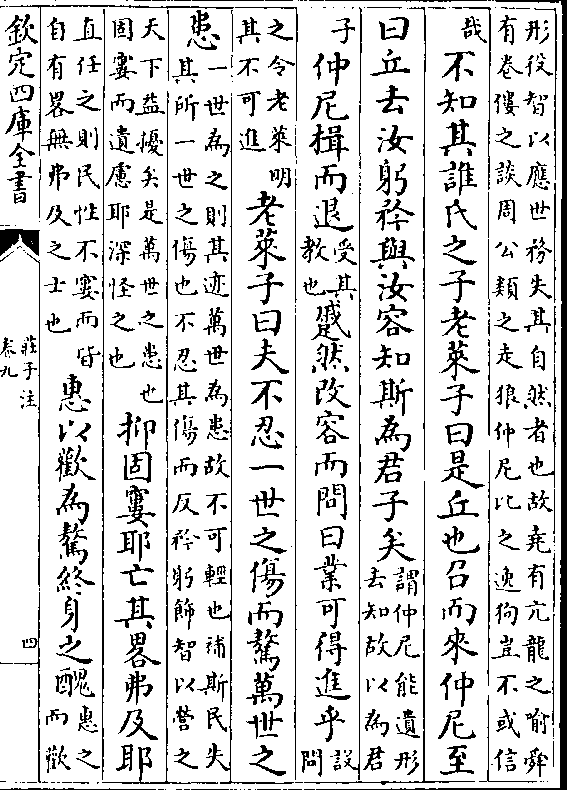 形役智以應世務失其自然者也故堯有亢龍之喻舜
有卷僂之談周公類之走狼仲尼比之逸狗豈不或信
哉 不知其誰氏之子老萊子曰是丘也召而來仲尼至
曰丘去汝躬矜與汝容知斯為君子矣
謂仲尼能遺形
去知故以為君
子 仲尼揖而退
受其
教也
蹙然改容而問曰業可得進乎
設
問
之令老萊明
其不可進
老萊子曰夫不忍一世之傷而驁萬世之
患
一世為之則其迹萬世為患故不可輕也補斯民失
其所一世之傷也不忍其傷而反矜躬飾智以營之
天下益擾矣是萬世之患也
固窶而遺慮耶深怪之也
抑固窶耶亡其畧弗及耶
直任之則民性不窶而皆
自有畧無弗及之士也
惠以歡為驁終身之醜
惠之
而歡
欽定四庫全書
莊子注
卷九
四